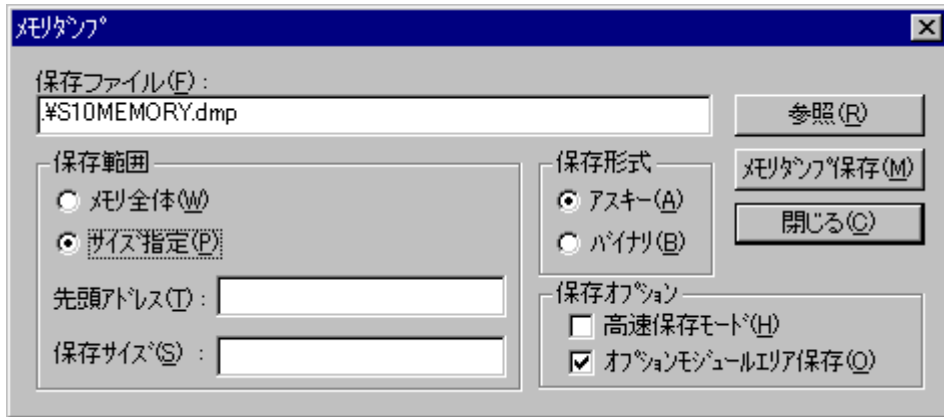 ﾒﾓﾘﾀﾞﾝﾌﾟ
保存ファイル(F)：
.¥S10MEMORY.dmp
参照(R)
保存範囲
ﾒﾓﾘ全体(W)
ｻｲｽﾞ指定(P)
先頭ｱﾄﾞﾚｽ(T)：
保存ｻｲｽﾞ(S)：
保存形式
ｱｽｷｰ(A)
ﾊﾞｲﾅﾘ(B)
ﾒﾓﾘﾀﾞﾝﾌﾟ保存(M)
閉じる(C)
保存ｵﾌﾟｼｮﾝ
高速保存ﾓｰﾄﾞ(H)
ｵﾌﾟｼｮﾝﾓｼﾞｭｰﾙｴﾘｱ保存(O)